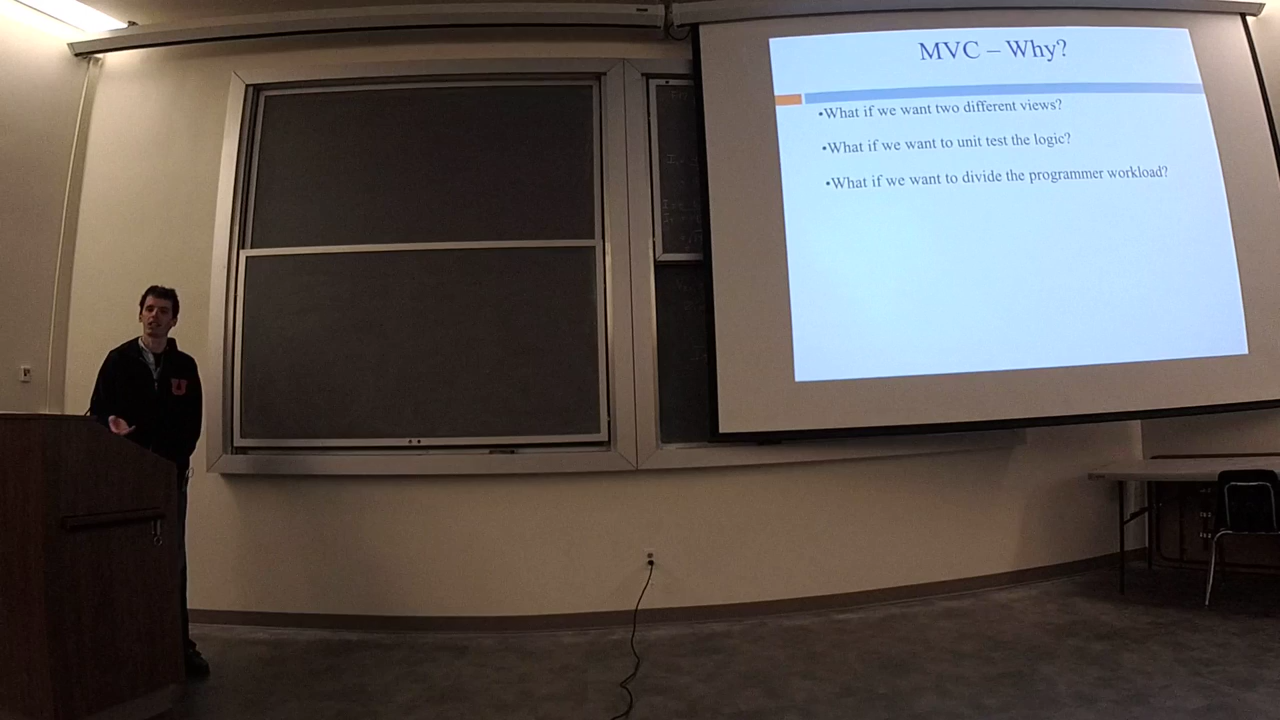 MVC – Why?
•What if we want two different views?
•What if we want to unit test the logic?
•What if we want to divide the programmer workload?
U